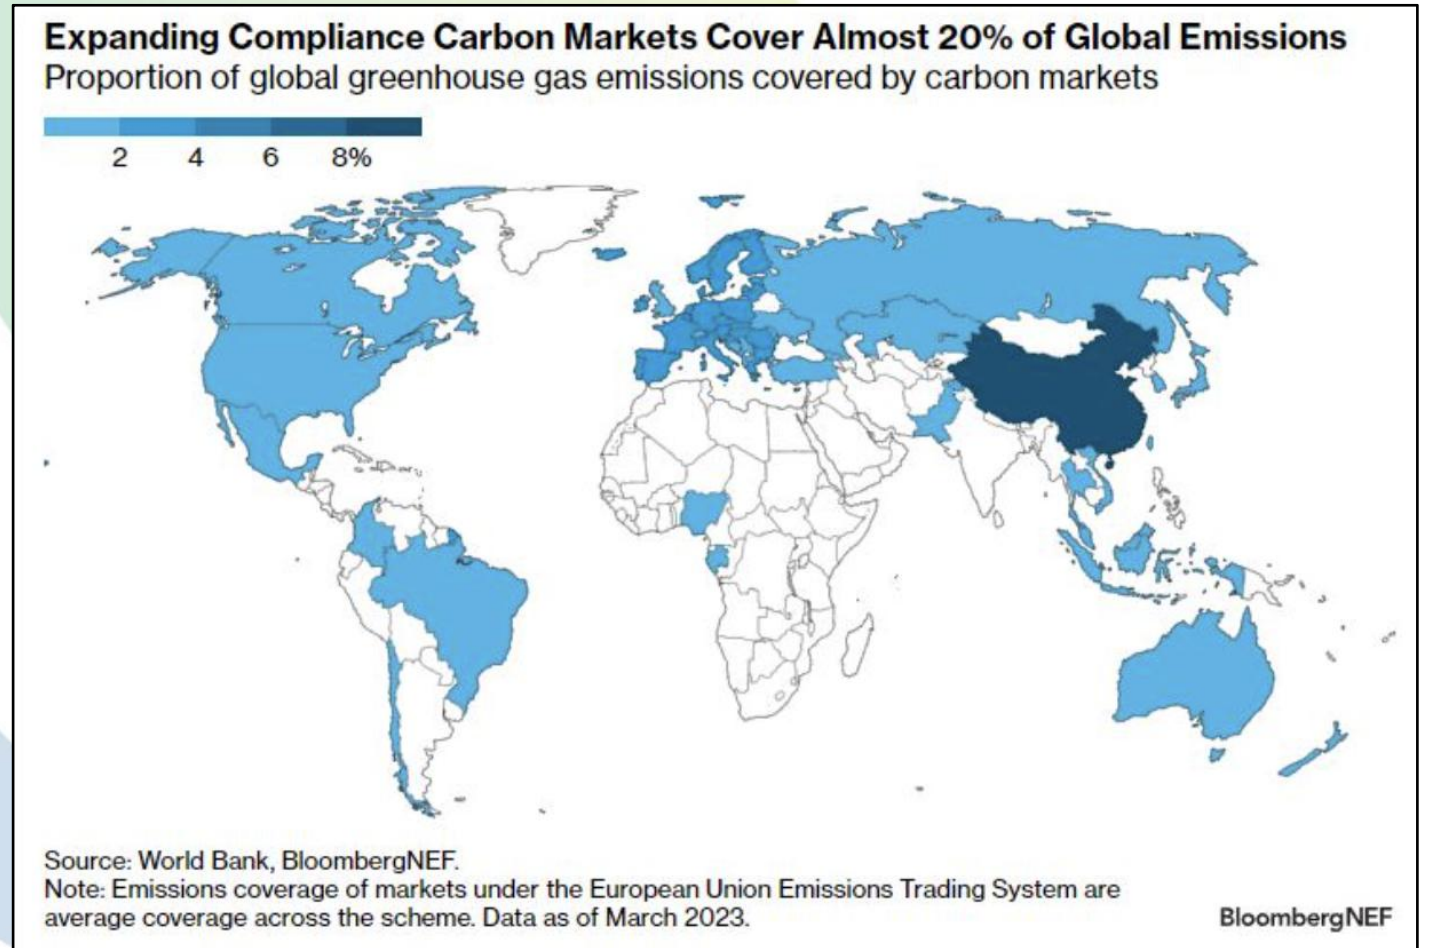 Expanding Compliance Carbon Markets Cover Almost 20% of Global Emissions
Proportion of global greenhouse gas emissions covered by carbon markets
2 4 6 8%
Source: World Bank, BloombergNEF.
Note: Emissions coverage of markets under the European Union Emissions Trading System are
average coverage across the scheme. Data as of March 2023.
BloombergNEF